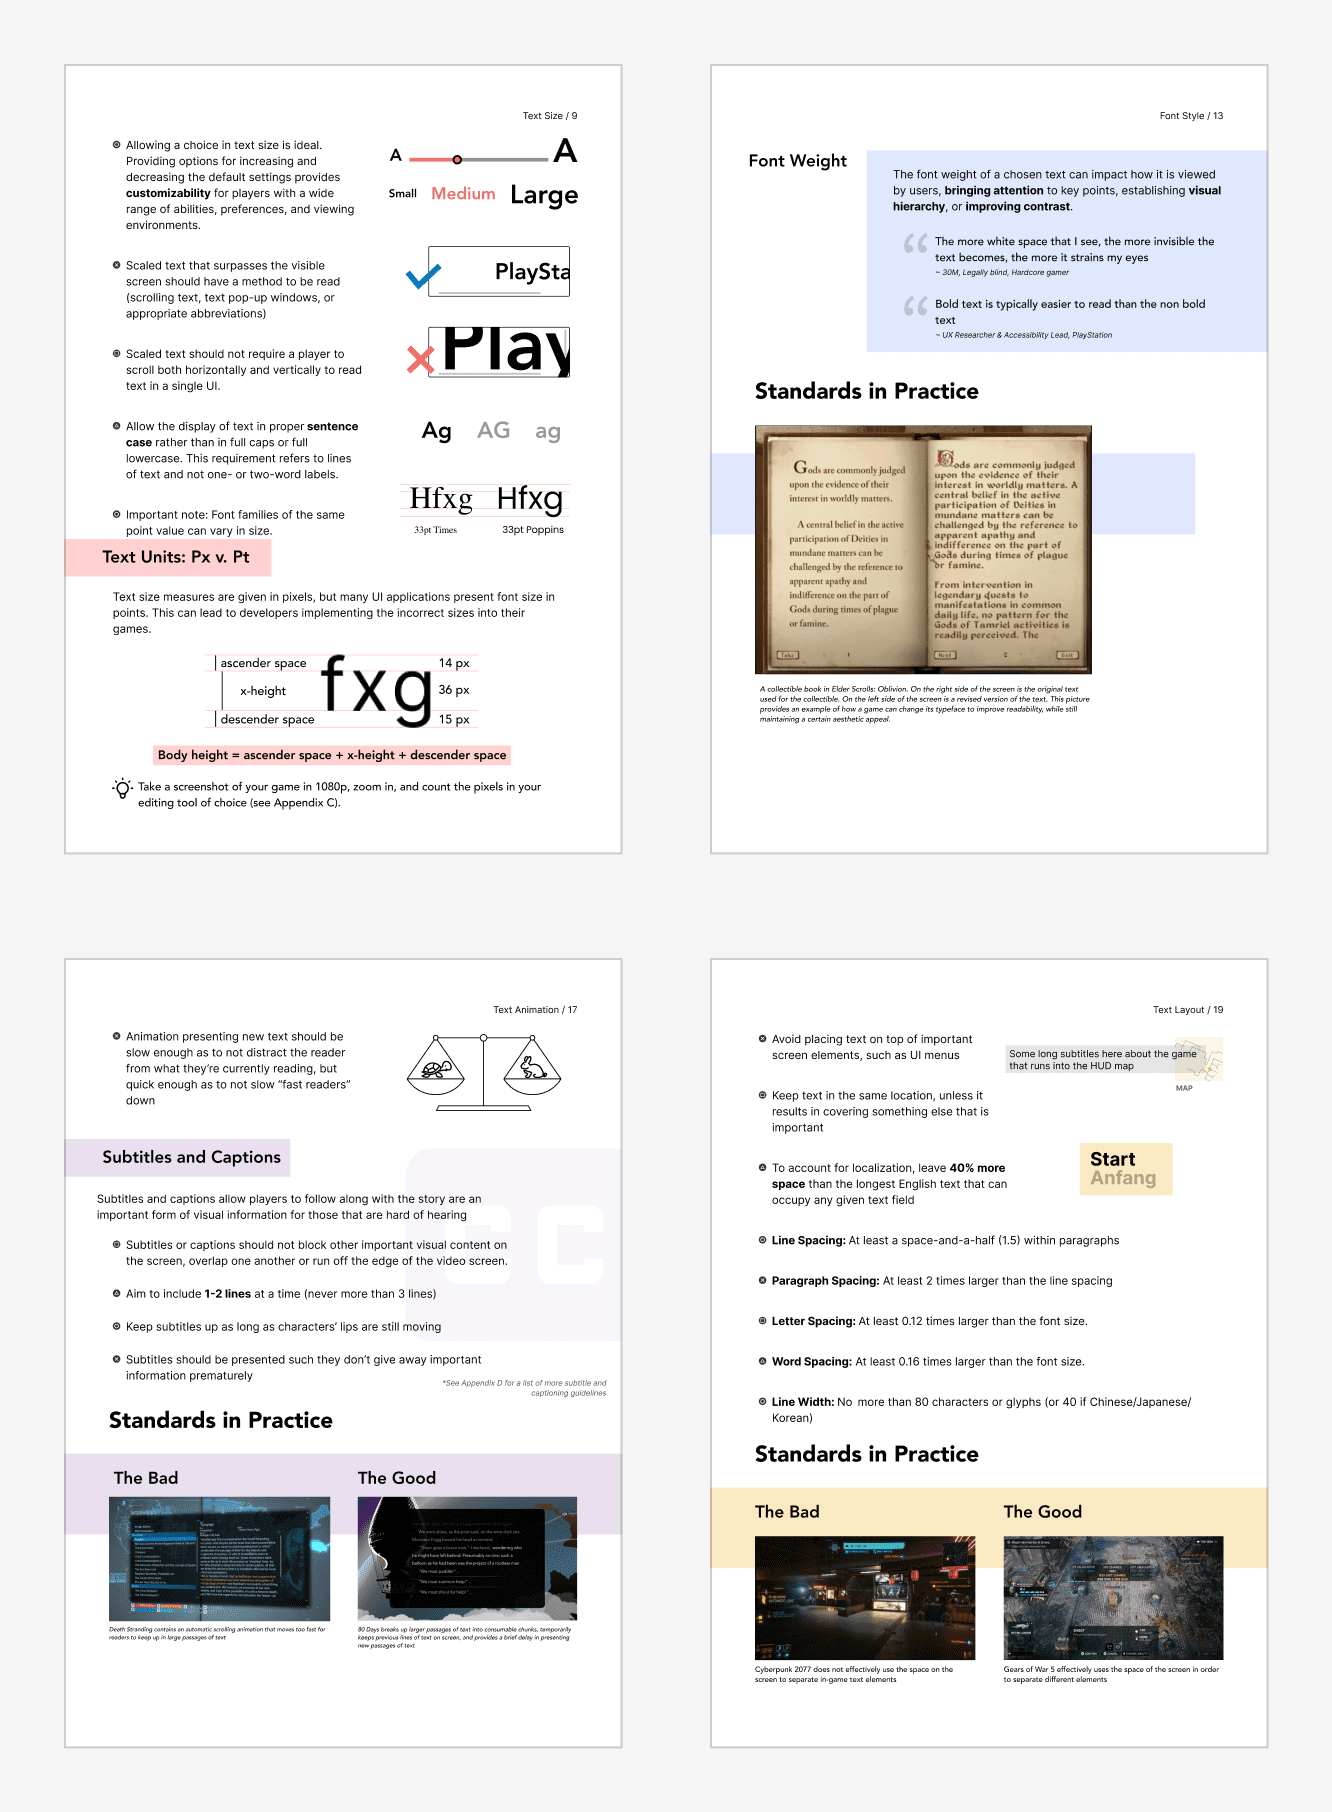 Text Size / 9
Allowing a choice in text size is ideal.
Providing options for increasing and
decreasing the default settings provides
customizability for players with a wide
range of abilities, preferences, and viewing
environments.
A A
Small Medium Large
Scaled text that surpasses the visible
screen should have a method to be read
(scrolling text, text pop-up windows, or
appropriate abbreviations)
PlaySta
Scaled text should not require a player to
scroll both horizontally and vertically to read
text in a single UI.
Play
Allow the display of text in proper sentence
case rather than in full caps or full
lowercase. This requirement refers to lines
of text and not one- or two-word labels.
Ag AG ag
Important note: Font families of the same
point value can vary in size.
Hfxg Hfxg
33pt Times 33pt Poppins
Text Units: Px v. Pt
Text size measures are given in pixels, but many UI applications present font size in
points. This can lead to developers implementing the incorrect sizes into their
games.
ascender space
x-height
descender space
fxg
14 px
36 px
15 px
Body height = ascender space + x-height + descender space
Take a screenshot of your game in 1080p, zoom in, and count the pixels in your
editing tool of choice (see Appendix C).
Font Style / 13
Font Weight
The font weight of a chosen text can impact how it is viewed
by users, bringing attention to key points, establishing visual
hierarchy, or improving contrast.
“ The more white space that I see, the more invisible the
text becomes, the more it strains my eyes
~ 30M, Legally blind, Hardcore gamer
“ Bold text is typically easier to read than the non bold
text
~ UX Researcher & Accessibility Lead, PlayStation
Standards in Practice
Gods are commonly judged
upon the evidence of their
interest in worldly matters.
A central belief in the active
participation of Deities in
mundane matters can be
challenged by the reference to
apparent apathy and
indifference on the part of
Gods during times of plague
or famine.
Take
Gods are commonly judged
upon the evidence of their
interest in worldly matters. A
central belief in the active
participation of Deities in
mundane matters can be
challenged by the reference to
apparent apathy and
indifference on the part of
Gods during times of plague
or famine.
From intervention in
legendary quests to
manifestations in common
daily life, no pattern for the
Gods of Tamriel activities is
readily perceived. The
Next Exit
A collectible book in Elder Scrolls: Oblivion. On the right side of the screen is the original text
used for the collectible. On the left side of the screen is a revised version of the text. This picture
provides an example of how a game can change its typeface to improve readability, while still
maintaining a certain aesthetic appeal.
Text Animation / 17
Animation presenting new text should be
slow enough as to not distract the reader
from what they’re currently reading, but
quick enough as to not slow “fast readers”
down
Subtitles and Captions
CC
Subtitles and captions allow players to follow along with the story are an
important form of visual information for those that are hard of hearing
Subtitles or captions should not block other important visual content on
the screen, overlap one another or run off the edge of the video screen.
Aim to include 1-2 lines at a time (never more than 3 lines)
Keep subtitles up as long as characters’ lips are still moving
Subtitles should be presented such they don’t give away important
information prematurely
*See Appendix D for a list of more subtitle and
captioning guidelines
Standards in Practice
The Bad
The Good
Death Stranding contains an automatic scrolling animation that moves too fast for
readers to keep up in large passages of text
80 Days breaks up larger passages of text into consumable chunks, temporarily
keeps previous lines of text on screen, and provides a brief delay in presenting
new passages of text
Text Layout / 19
Avoid placing text on top of important
screen elements, such as UI menus
Some long subtitles here about the game
that runs into the HUD map
MAP
Keep text in the same location, unless it
results in covering something else that is
important
To account for localization, leave 40% more
space than the longest English text that can
occupy any given text field
Start
Anfang
Line Spacing: At least a space-and-a-half (1.5) within paragraphs
Paragraph Spacing: At least 2 times larger than the line spacing
Letter Spacing: At least 0.12 times larger than the font size.
Word Spacing: At least 0.16 times larger than the font size.
Line Width: No more than 80 characters or glyphs (or 40 if Chinese/Japanese/
Korean)
Standards in Practice
The Bad
The Good
Cyberpunk 2077 does not effectively use the space on the
screen to separate in-game text elements
Gears of War 5 effectively uses the space of the screen in order
to separate different elements